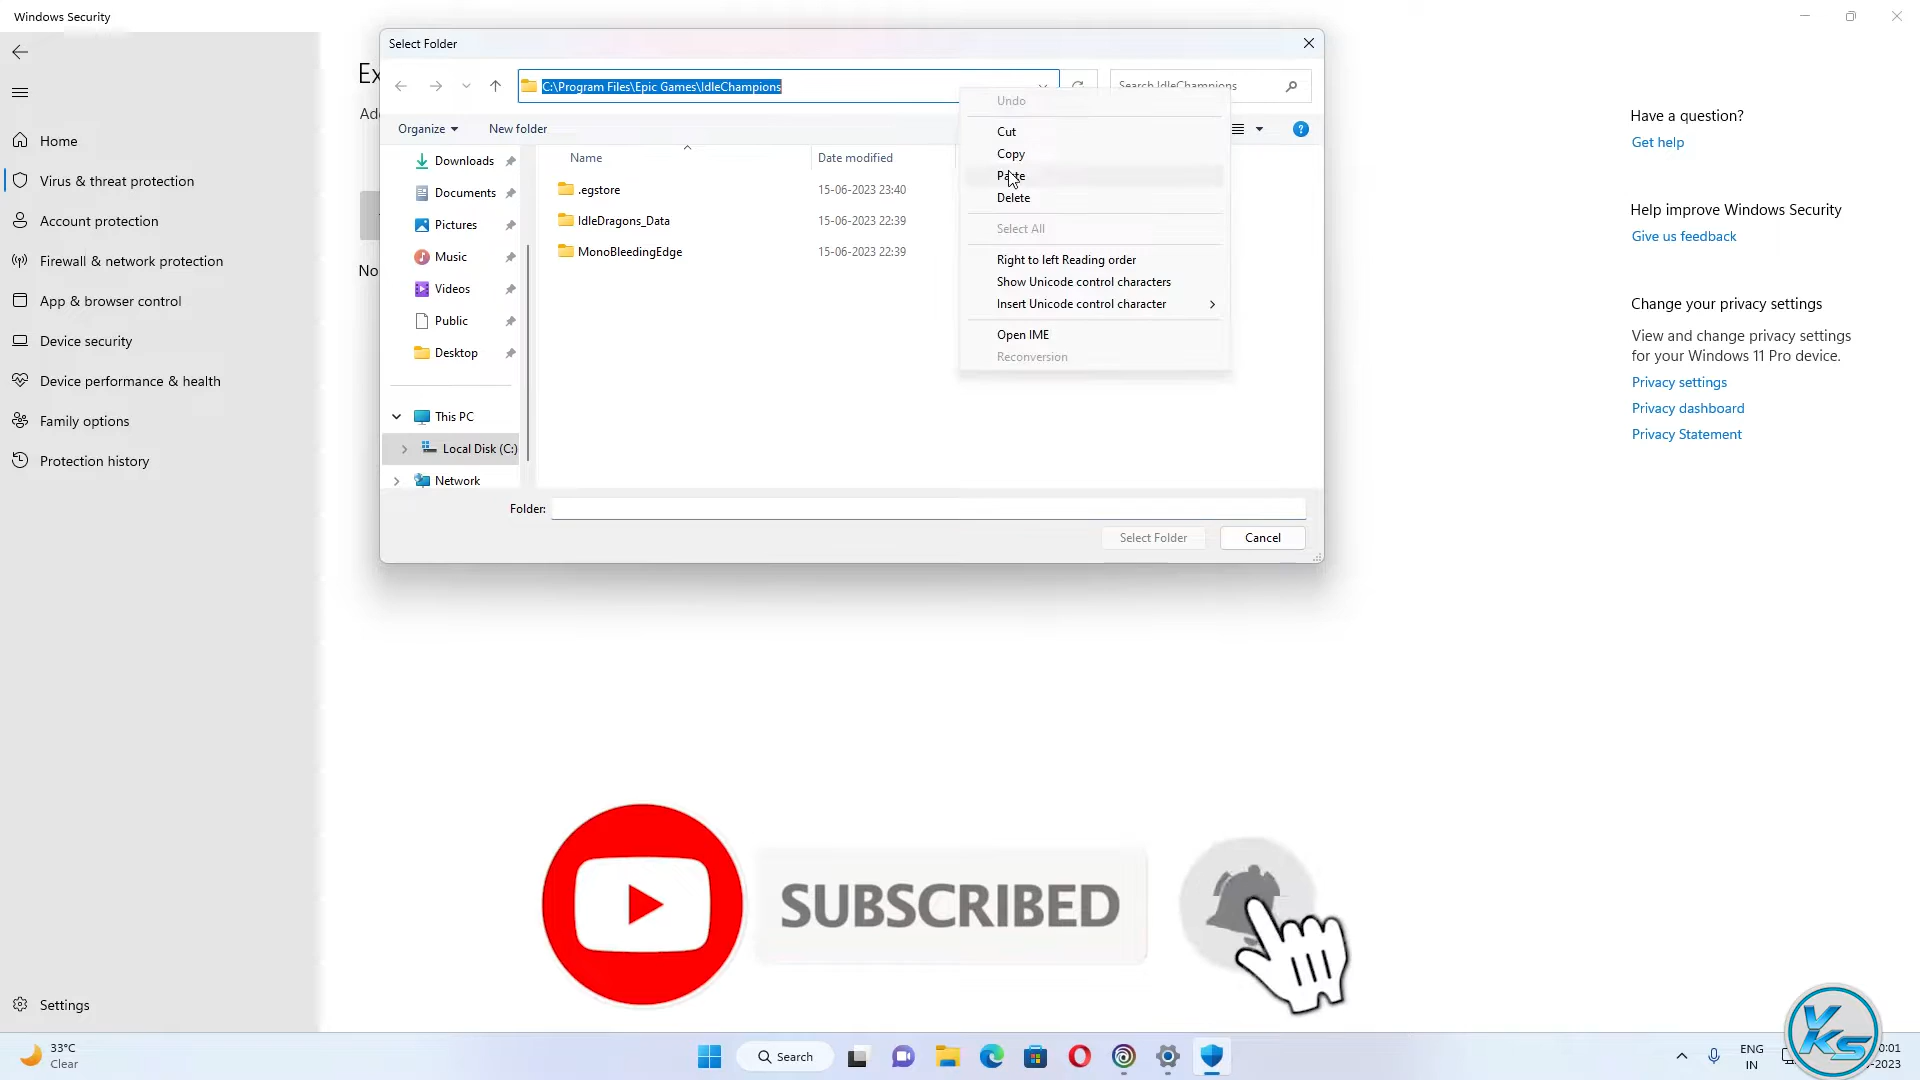 Windows Security
Select Folder
C:\Program Files\Epic Games\IdleChampions
Search IdleChampions
Organize
New folder
Name
Date modified
Downloads
Documents
Pictures
Music
Videos
Public
Desktop
This PC
Local Disk (C:)
Network
.egstore
15-06-2023 23:40
IdleDragons_Data
15-06-2023 22:39
MonoBleedingEdge
15-06-2023 22:39
Undo
Cut
Copy
Paste
Delete
Select All
Right to left Reading order
Show Unicode control characters
Insert Unicode control character
Open IME
Reconversion
Folder:
Select Folder
Cancel
Home
Virus & threat protection
Account protection
Firewall & network protection
App & browser control
Device security
Device performance & health
Family options
Protection history
Settings
Ex
Ad
No
Have a question?
Get help
Help improve Windows Security
Give us feedback
Change your privacy settings
View and change privacy settings
for your Windows 11 Pro device.
Privacy settings
Privacy dashboard
Privacy Statement
SUBSCRIBED
33°C
Clear
Search
ENG
IN
0:01
-2023
YKS